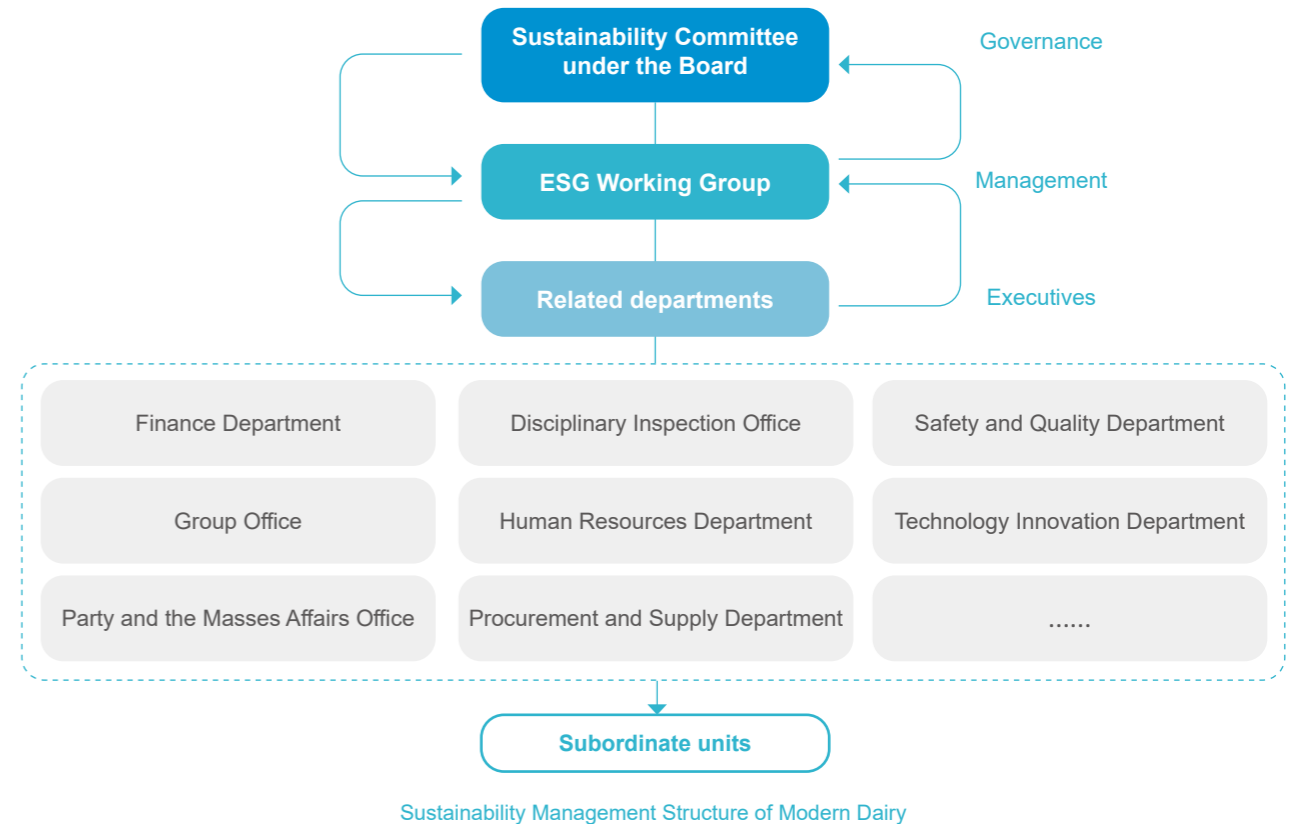 Sustainability Committee
under the Board
Governance
ESG Working Group
Management
Related departments
Executives
Finance Department
Disciplinary Inspection Office
Safety and Quality Department
Group Office
Human Resources Department
Technology Innovation Department
Party and the Masses Affairs Office
Procurement and Supply Department
......
Subordinate units
Sustainability Management Structure of Modern Dairy